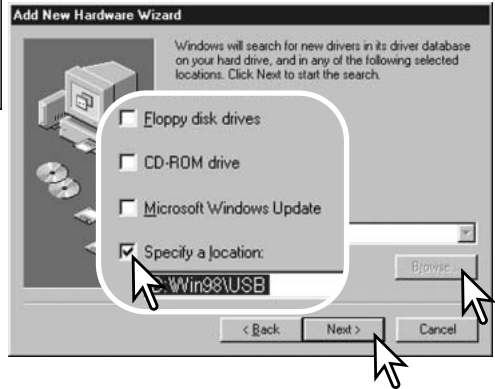 Add New Hardware Wizard
Windows will search for new drivers in its driver database
on your hard drive, and in any of the following selected
locations. Click Next to start the search.
Floppy disk drives
CD-ROM drive
Microsoft Windows Update
Specify a location:
:\Win98\USB
Browse...
< Back
Next >
Cancel